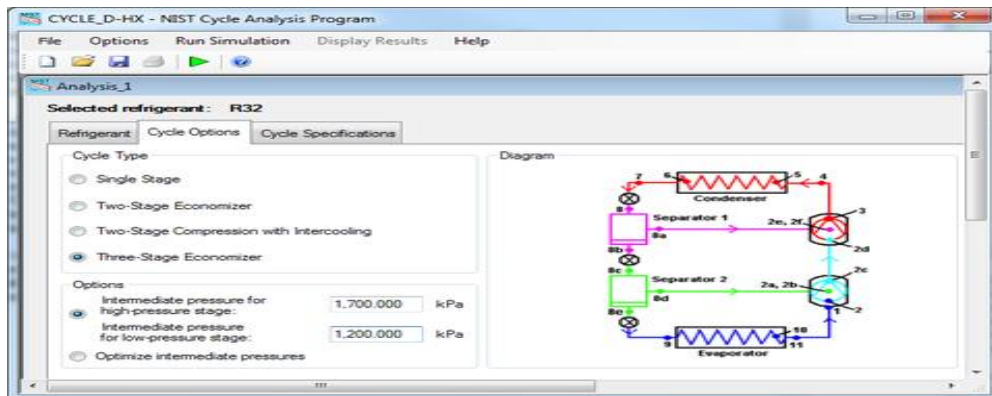 CYCLE_D-HX - NIST Cycle Analysis Program
File Options Run Simulation Display Results Help
Analysis_1
Selected refrigerant: R32
Refrigerant Cycle Options Cycle Specifications
Cycle Type
Single Stage
Two-Stage Economizer
Two-Stage Compression with Intercooling
Three-Stage Economizer
Options
Intermediate pressure for
high-pressure stage: 1,700.000 kPa
Intermediate pressure
for low-pressure stage: 1,200.000 kPa
Optimize intermediate pressures
Diagram
7 6 5 4
Condenser
3
8
Separator 1
2e, 2f
8a
2d
8b
8c
2c
Separator 2
2a, 2b
8d
1
2
8e
9 10 11
Evaporator